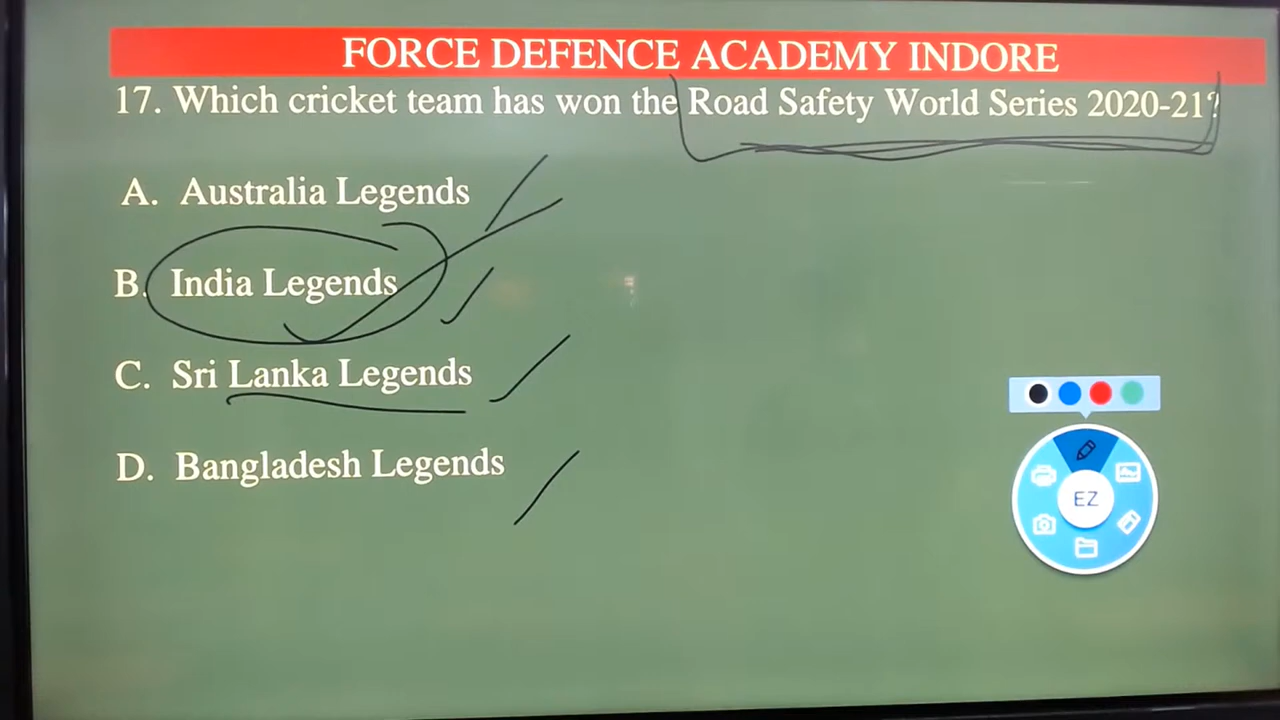 FORCE DEFENCE ACADEMY INDORE
17. Which cricket team has won the Road Safety World Series 2020-21?
A. Australia Legends
B. India Legends
C. Sri Lanka Legends
D. Bangladesh Legends
EZ